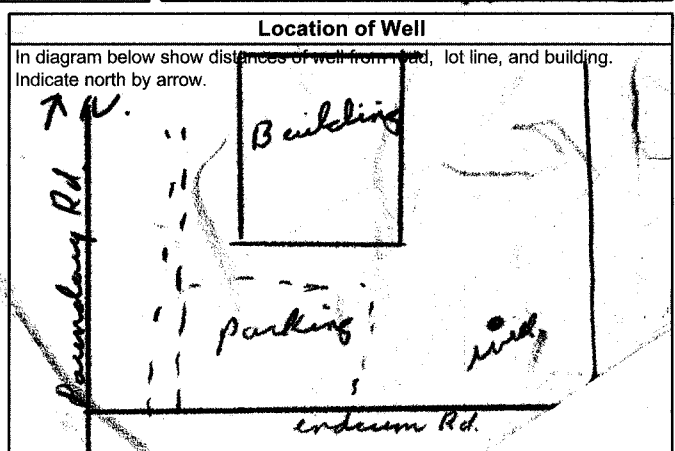 Location of Well
In diagram below show distances of well from road, lot line, and building.
Indicate north by arrow.
N.
Building
Boundary Rd
Parking
well
Rd.